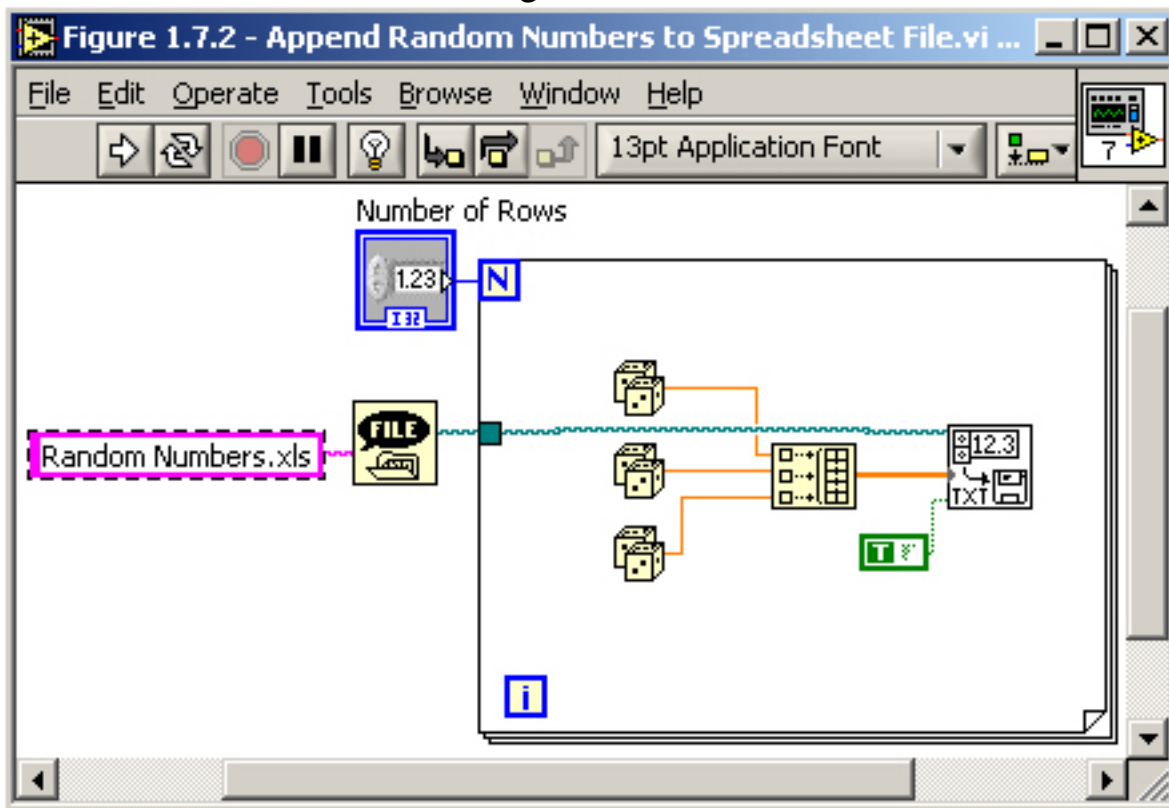 Figure 1.7.2 - Append Random Numbers to Spreadsheet File.vi ...
File Edit Operate Tools Browse Window Help
13pt Application Font
7
Number of Rows
1.23
N
I32
FILE
Random Numbers.xls
12.3
TXT
T
i